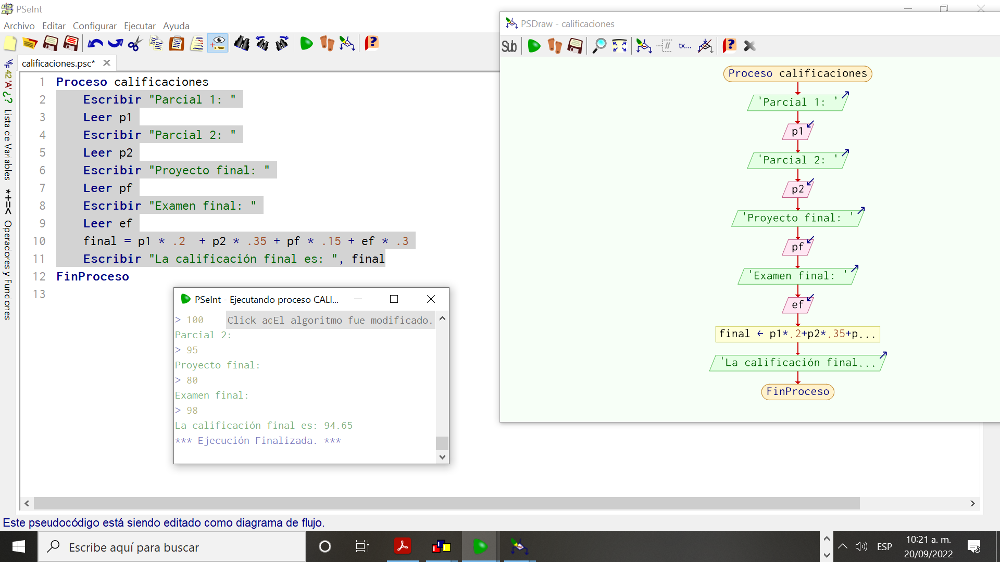 PSeInt
Archivo Editar Configurar Ejecutar Ayuda
calificaciones.psc*
*+=< Operadores y Funciones
42 'A' ¿? Lista de Variables
1 Proceso calificaciones
2 Escribir "Parcial 1: "
3 Leer p1
4 Escribir "Parcial 2: "
5 Leer p2
6 Escribir "Proyecto final: "
7 Leer pf
8 Escribir "Examen final: "
9 Leer ef
10 final = p1 * .2  + p2 * .35 + pf * .15 + ef * .3
11 Escribir "La calificación final es: ", final
12 FinProceso
13
PSeInt - Ejecutando proceso CALI...
> 100 Click acEl algoritmo fue modificado.
Parcial 2:
> 95
Proyecto final:
> 80
Examen final:
> 98
La calificación final es: 94.65
*** Ejecución Finalizada. ***
PSDraw - calificaciones
Sub
tx...
Proceso calificaciones
'Parcial 1: '
p1
'Parcial 2: '
p2
'Proyecto final: '
pf
'Examen final: '
ef
final ← p1*.2+p2*.35+p...
'La calificación final...
FinProceso
Este pseudocódigo está siendo editado como diagrama de flujo.
Escribe aquí para buscar
ESP
10:21 a. m.
20/09/2022